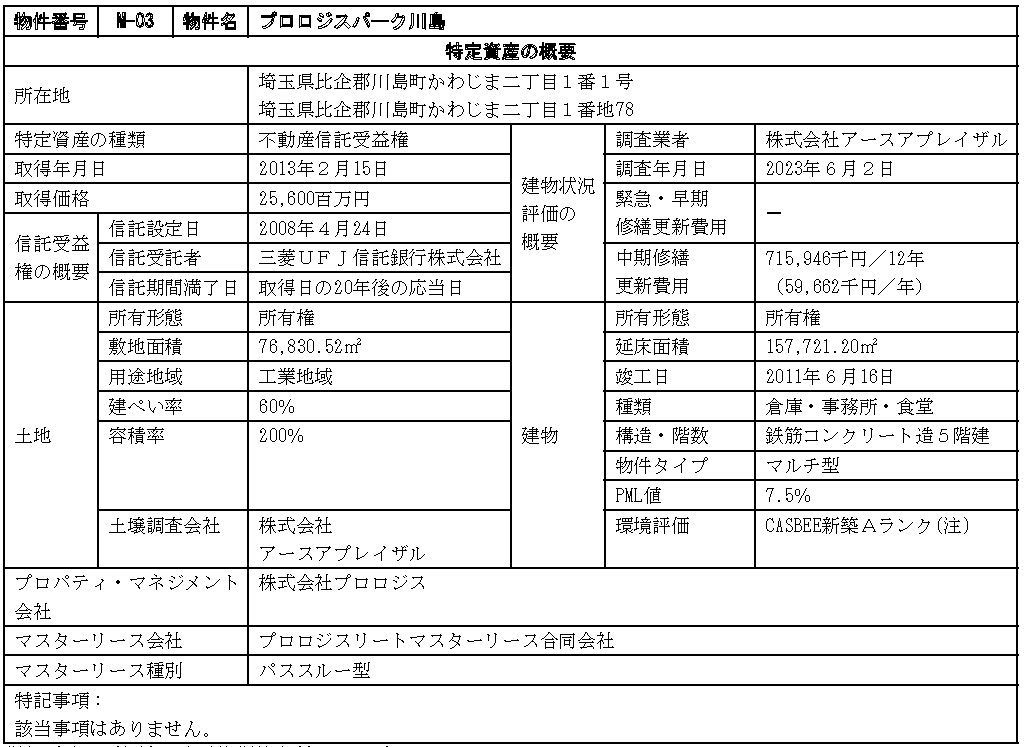 物件番号 M-03 物件名 プロロジスパーク川島
特定資産の概要
所在地
埼玉県比企郡川島町かわじま二丁目1番1号
埼玉県比企郡川島町かわじま二丁目1番地78
特定資産の種類 不動産信託受益権
取得年月日 2013年2月15日
取得価格 25,600百万円
信託受益
権の概要
信託設定日 2008年4月24日
信託受託者 三菱UFJ信託銀行株式会社
信託期間満了日 取得日の20年後の応当日
建物状況
評価の
概要
調査業者 株式会社アースアプレイザル
調査年月日 2023年6月2日
緊急・早期
修繕更新費用
-
中期修繕
更新費用
715,946千円/12年
(59,662千円/年)
土地
所有形態 所有権
敷地面積 76,830.52㎡
用途地域 工業地域
建ぺい率 60%
容積率 200%
土壌調査会社 株式会社
アースアプレイザル
建物
所有形態 所有権
延床面積 157,721.20㎡
竣工日 2011年6月16日
種類 倉庫・事務所・食堂
構造・階数 鉄筋コンクリート造5階建
物件タイプ マルチ型
PML値 7.5%
環境評価 CASBEE新築Aランク(注)
プロパティ・マネジメント
会社
株式会社プロロジス
マスターリース会社 プロロジスリートマスターリース合同会社
マスターリース種別 パススルー型
特記事項:
該当事項はありません。